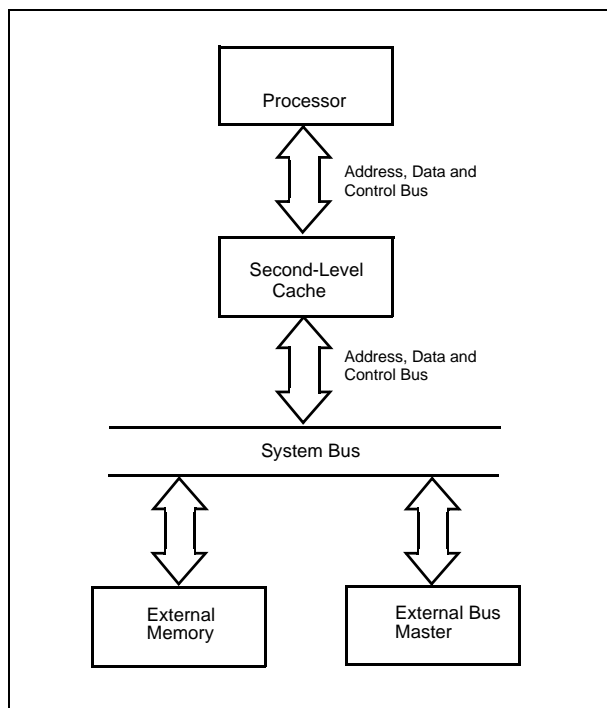 Processor
Address, Data and
Control Bus
Second-Level
Cache
Address, Data and
Control Bus
System Bus
External
Memory
External Bus
Master